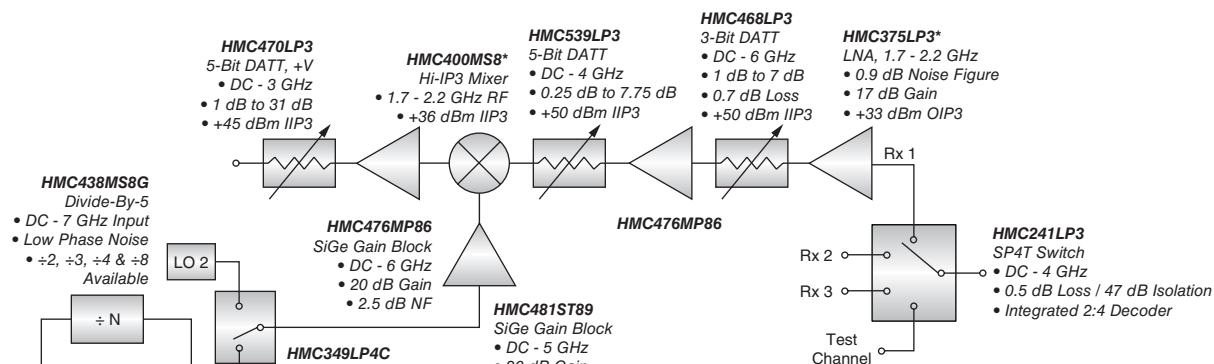 HMC470LP3
5-Bit DATT, +V
• DC - 3 GHz
• 1 dB to 31 dB
• +45 dBm IIP3
HMC400MS8*
Hi-IP3 Mixer
• 1.7 - 2.2 GHz RF
• +36 dBm IIP3
HMC539LP3
5-Bit DATT
• DC - 4 GHz
• 0.25 dB to 7.75 dB
• +50 dBm IIP3
HMC468LP3
3-Bit DATT
• DC - 6 GHz
• 1 dB to 7 dB
• 0.7 dB Loss
• +50 dBm IIP3
HMC375LP3*
LNA, 1.7 - 2.2 GHz
• 0.9 dB Noise Figure
• 17 dB Gain
• +33 dBm OIP3
Rx 1
HMC438MS8G
Divide-By-5
• DC - 7 GHz Input
• Low Phase Noise
• ÷2, ÷3, ÷4 & ÷8
Available
HMC476MP86
SiGe Gain Block
• DC - 6 GHz
• 20 dB Gain
• 2.5 dB NF
HMC476MP86
HMC241LP3
SP4T Switch
• DC - 4 GHz
• 0.5 dB Loss / 47 dB Isolation
• Integrated 2:4 Decoder
Rx 2
Rx 3
Test
Channel
LO 2
÷ N
HMC349LP4C
HMC481ST89
SiGe Gain Block
• DC - 5 GHz